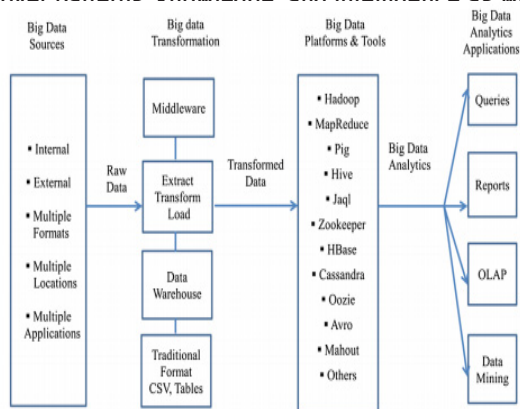 Big Data
Sources
Big data
Transformation
Big Data
Platforms & Tools
Big Data
Analytics
Applications
▪ Internal
▪ External
▪ Multiple
Formats
▪ Multiple
Locations
▪ Multiple
Applications
Raw
Data
Middleware
Extract
Transform
Load
Data
Warehouse
Traditional
Format
CSV, Tables
Transformed
Data
▪ Hadoop
▪ MapReduce
▪ Pig
▪ Hive
▪ Jaql
▪ Zookeeper
▪ HBase
▪ Cassandra
▪ Oozie
▪ Avro
▪ Mahout
▪ Others
Big Data
Analytics
Queries
Reports
OLAP
Data
Mining